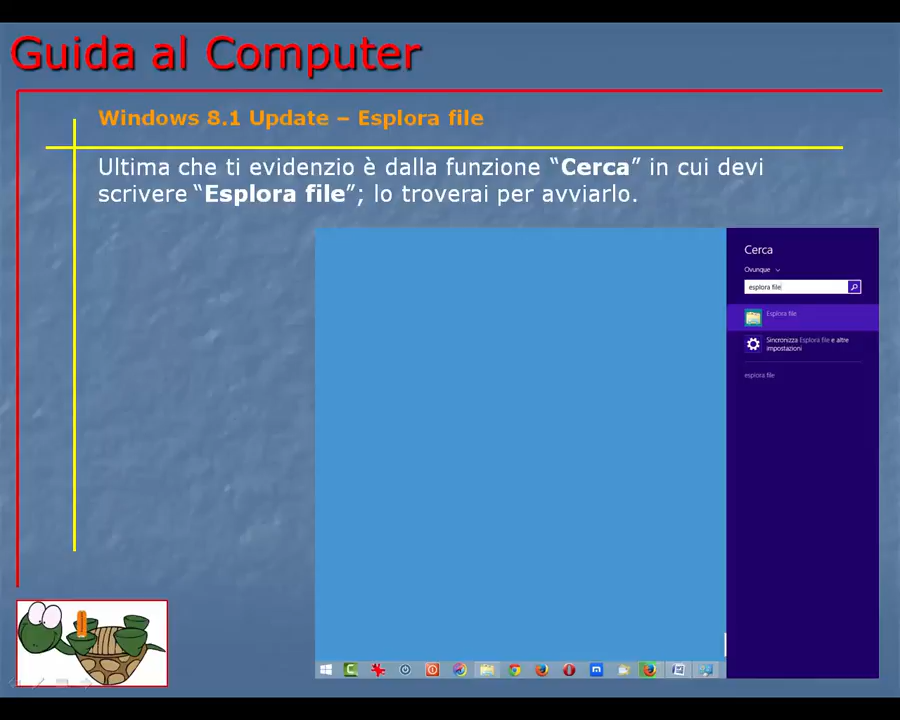 Guida al Computer
Windows 8.1 Update – Esplora file
Ultima che ti evidenzio è dalla funzione “Cerca” in cui devi
scrivere “Esplora file”; lo troverai per avviarlo.
Cerca
Ovunque
esplora file
Esplora file
Sincronizza Esplora file e altre
impostazioni
esplora file